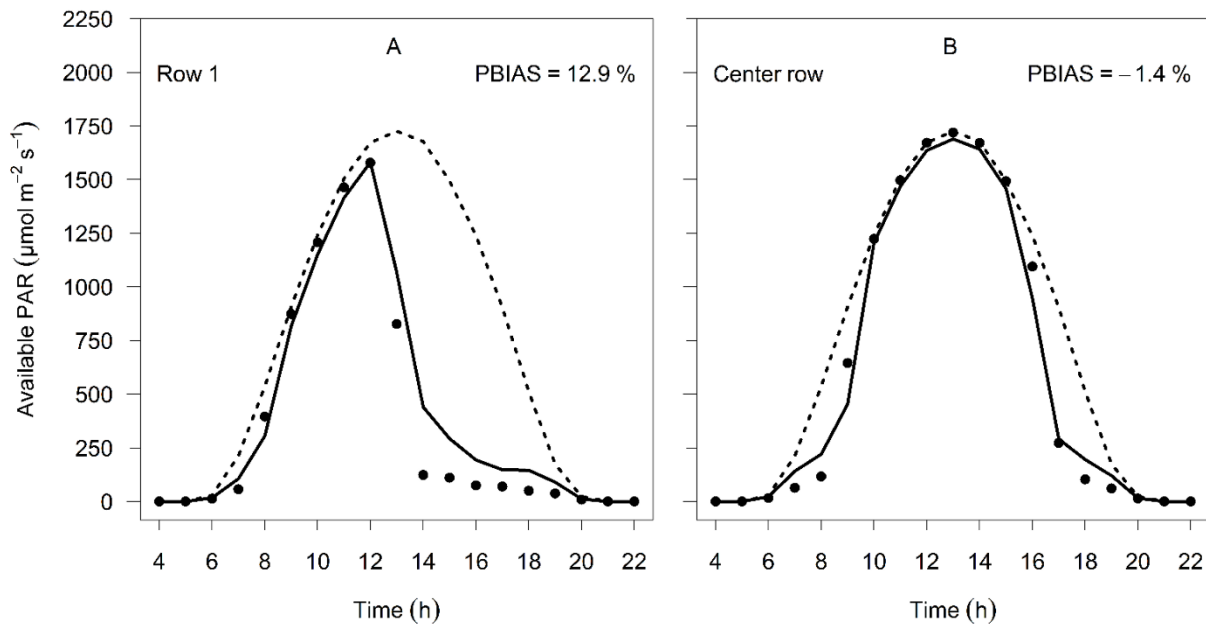 A
Row 1 PBIAS = 12.9 %
B
Center row PBIAS = − 1.4 %
Available PAR (µmol m⁻² s⁻¹)
2250
2000
1750
1500
1250
1000
750
500
250
0
4 6 8 10 12 14 16 18 20 22
4 6 8 10 12 14 16 18 20 22
Time (h)
Time (h)